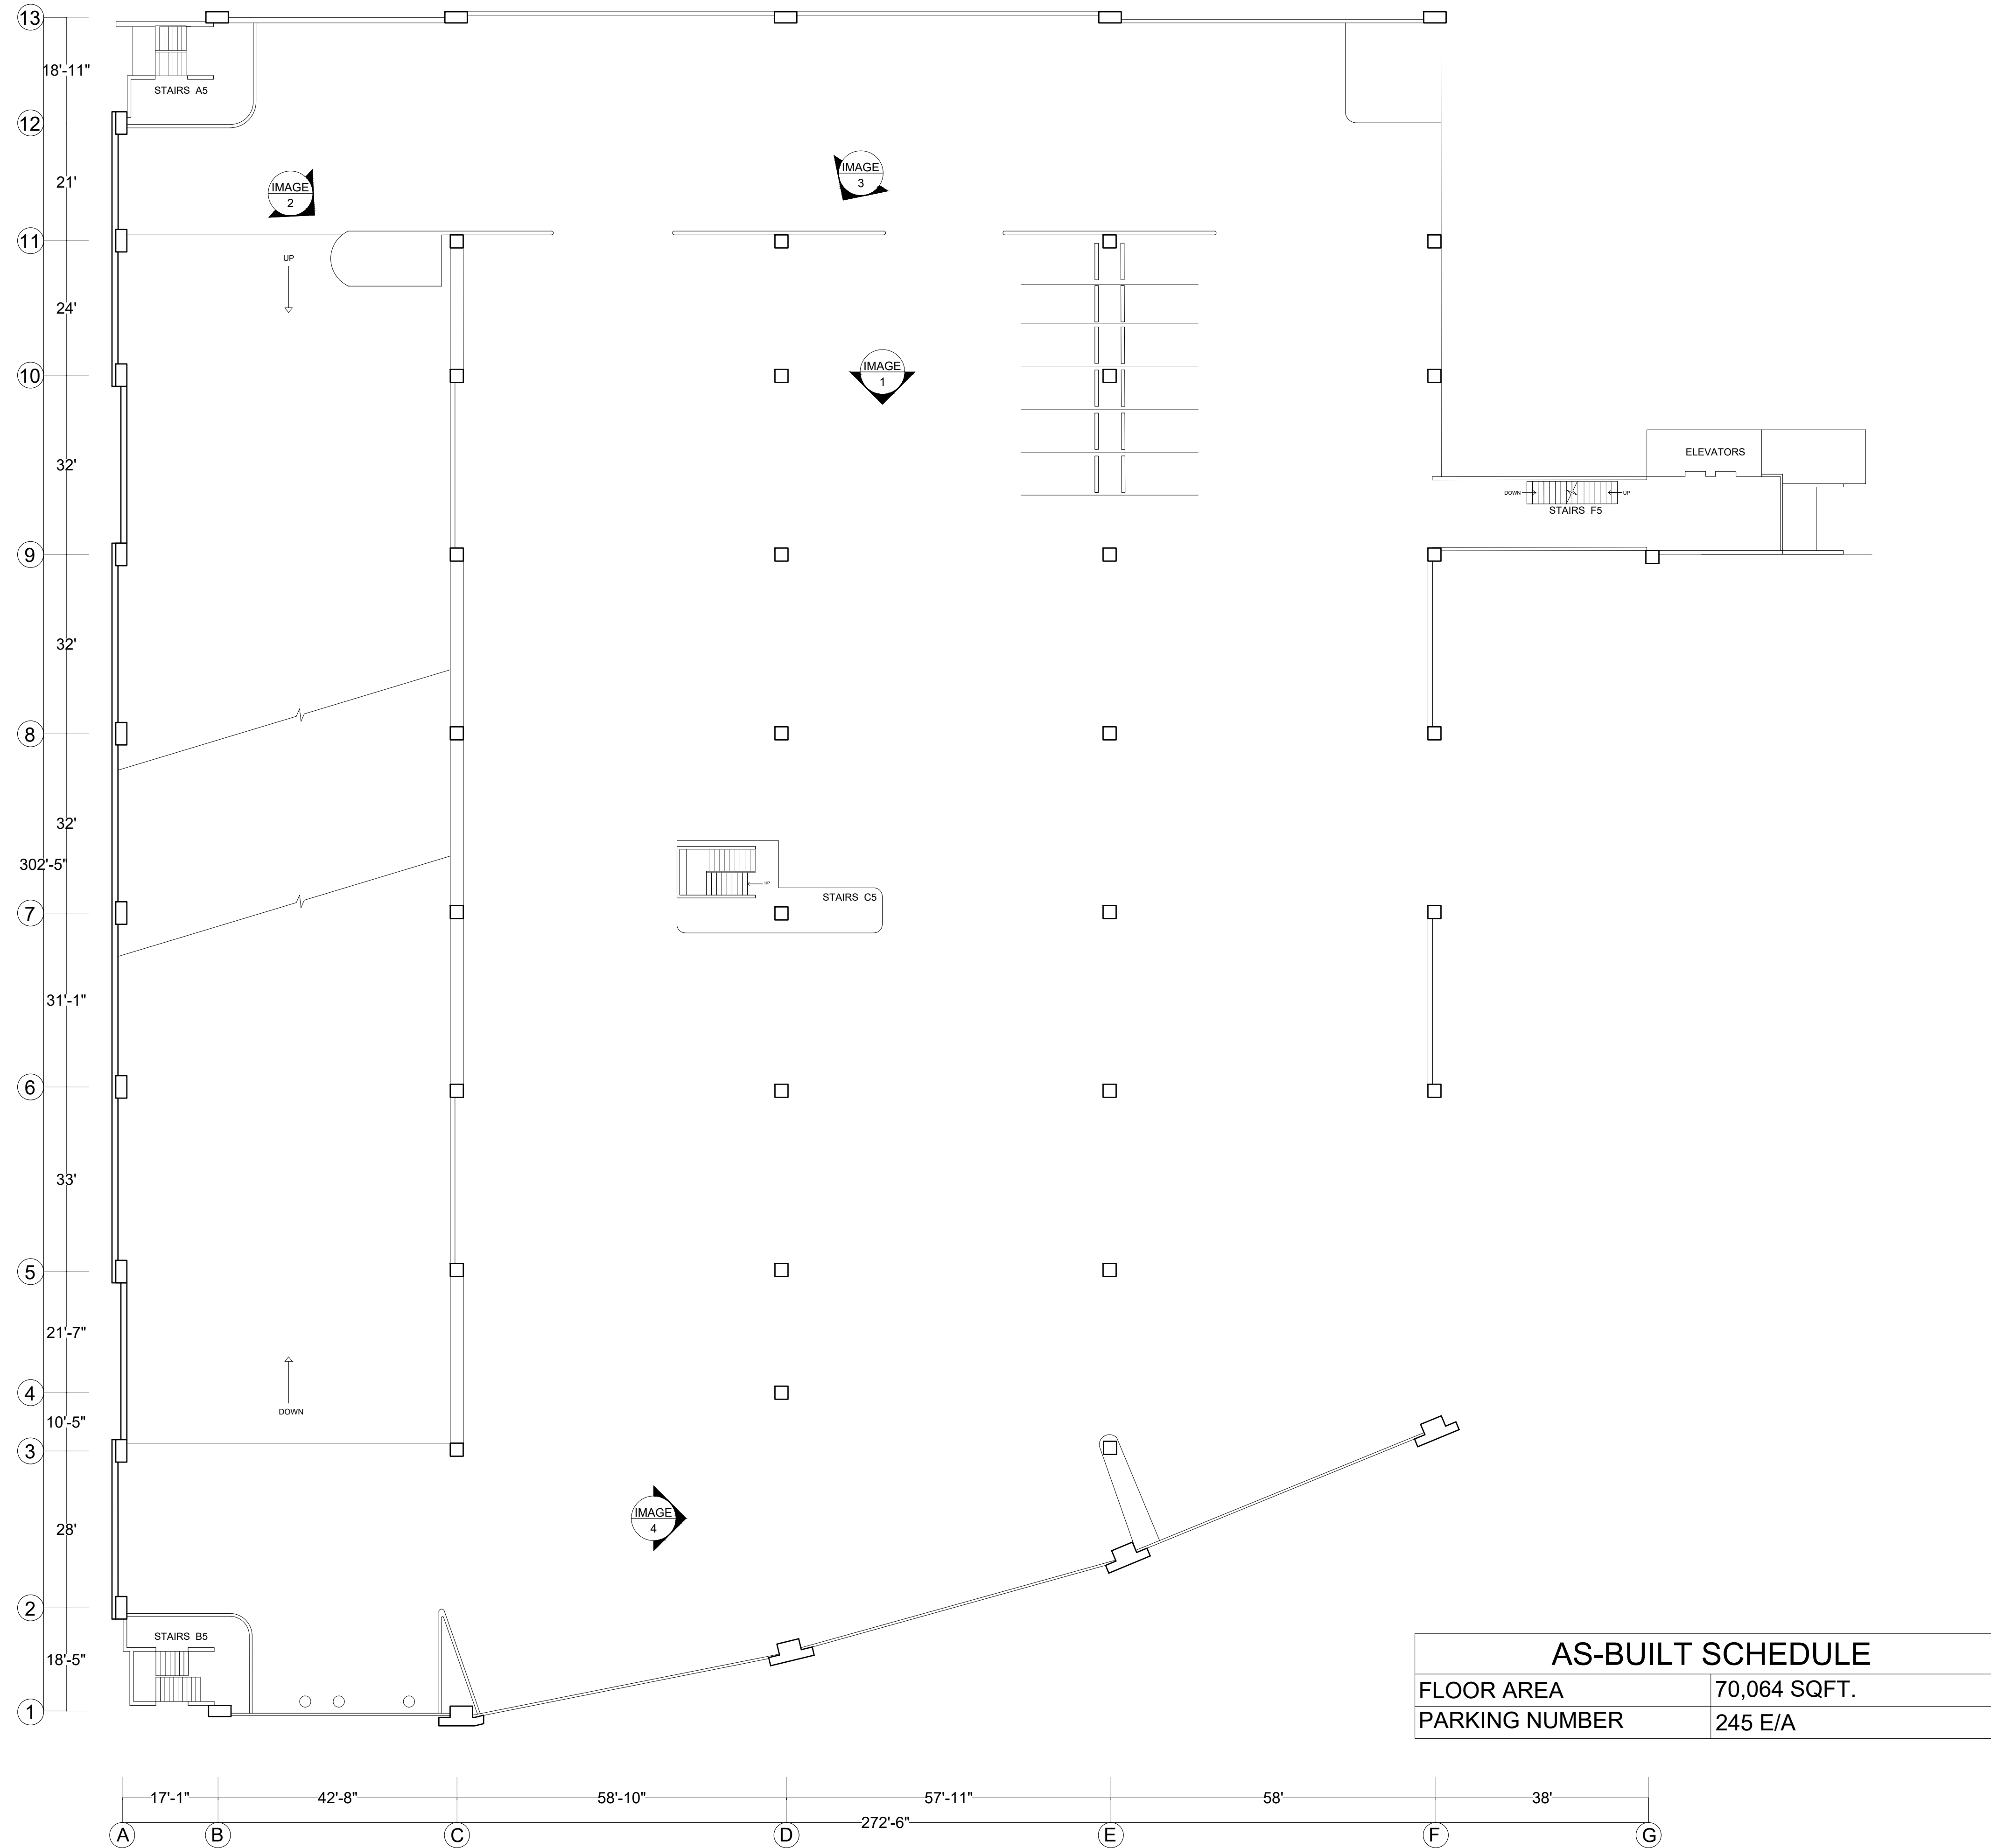 13
18'-11"
STAIRS A5
12
21'
IMAGE
2
IMAGE
3
11
UP
24'
10
IMAGE
1
32'
ELEVATORS
DOWN
UP
STAIRS F5
9
32'
8
32'
302'-5"
UP
STAIRS C5
7
31'-1"
6
33'
5
21'-7"
4
10'-5"
DOWN
3
28'
IMAGE
4
2
STAIRS B5
18'-5"
1
AS-BUILT SCHEDULE
FLOOR AREA 70,064 SQFT.
PARKING NUMBER 245 E/A
17'-1" 42'-8" 58'-10" 57'-11" 58' 38'
272'-6"
A B C D E F G